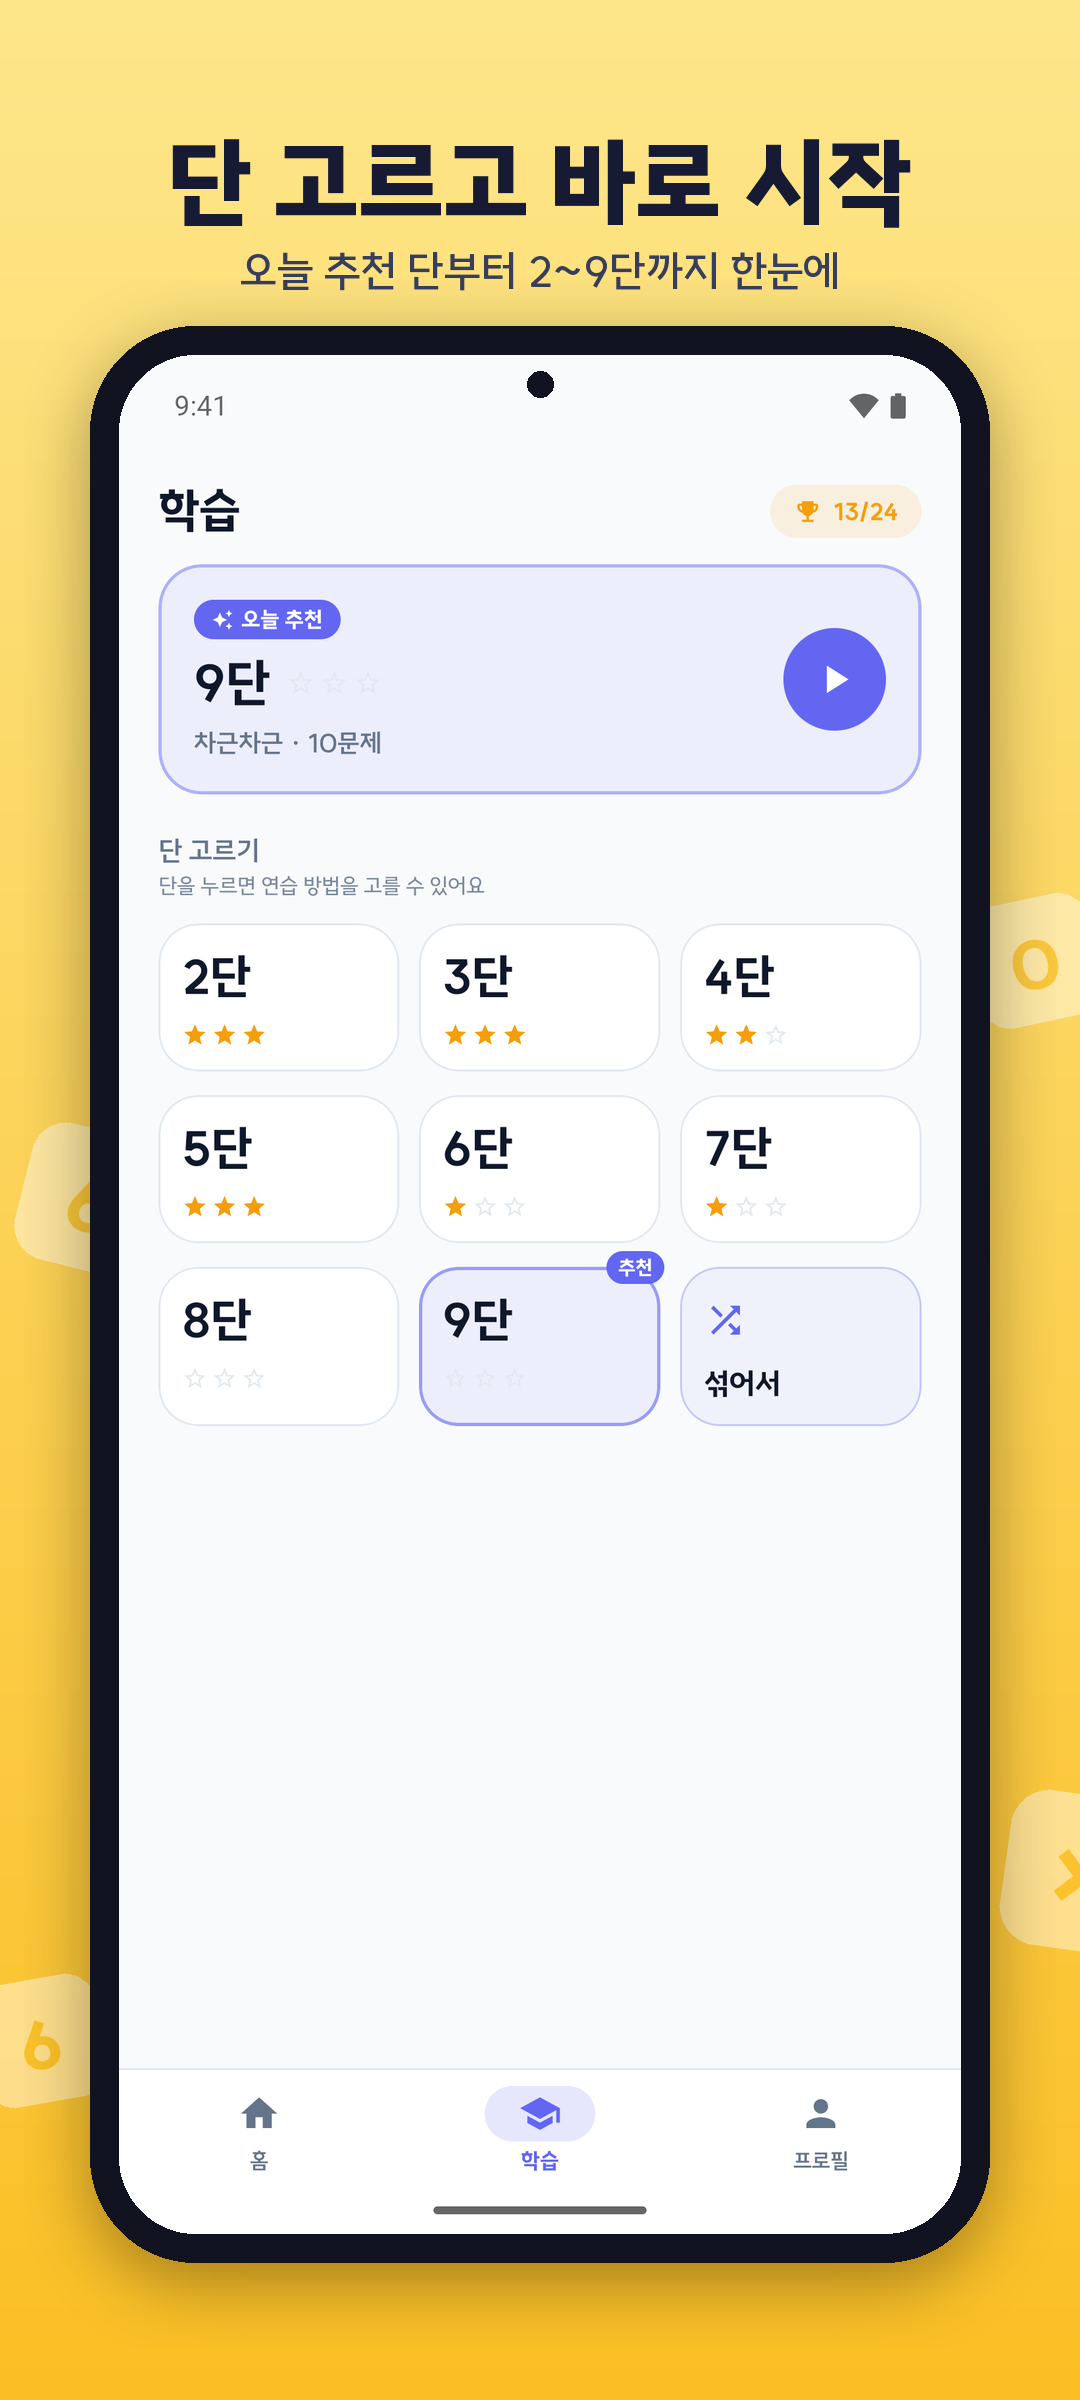 단 고르고 바로 시작
오늘 추천 단부터 2~9단까지 한눈에
9:41
학습
13/24
오늘 추천
9단
차근차근 · 10문제
단 고르기
단을 누르면 연습 방법을 고를 수 있어요
2단
3단
4단
5단
6단
7단
8단
추천
9단
섞어서
홈
학습
프로필
0
6
6